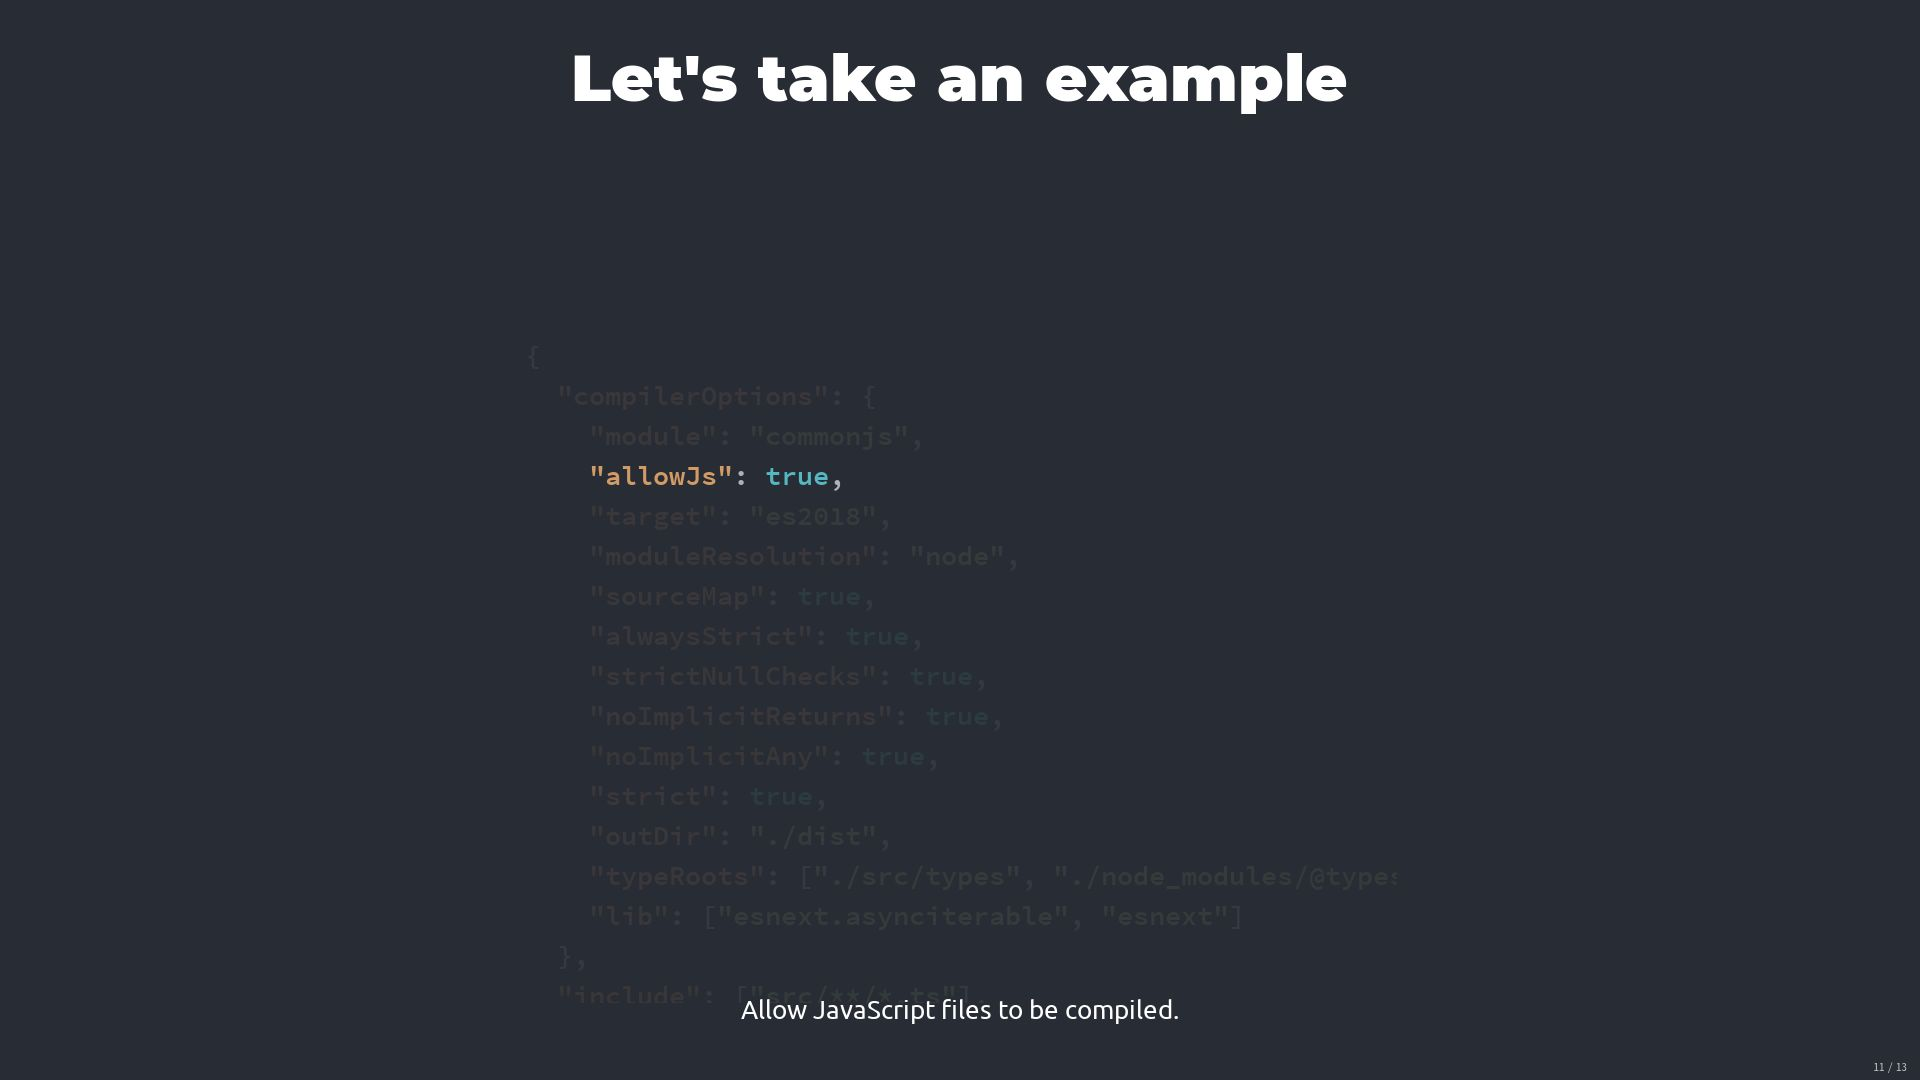 Let's take an example
{
"compilerOptions": {
"module": "commonjs",
"allowJs": true,
"target": "es2018",
"moduleResolution": "node",
"sourceMap": true,
"alwaysStrict": true,
"strictNullChecks": true,
"noImplicitReturns": true,
"noImplicitAny": true,
"strict": true,
"outDir": "./dist",
"typeRoots": ["./src/types", "./node_modules/@types
"lib": ["esnext.asynciterable", "esnext"]
},
"include": ["src/**/*.ts"],
Allow JavaScript files to be compiled.
11 / 13